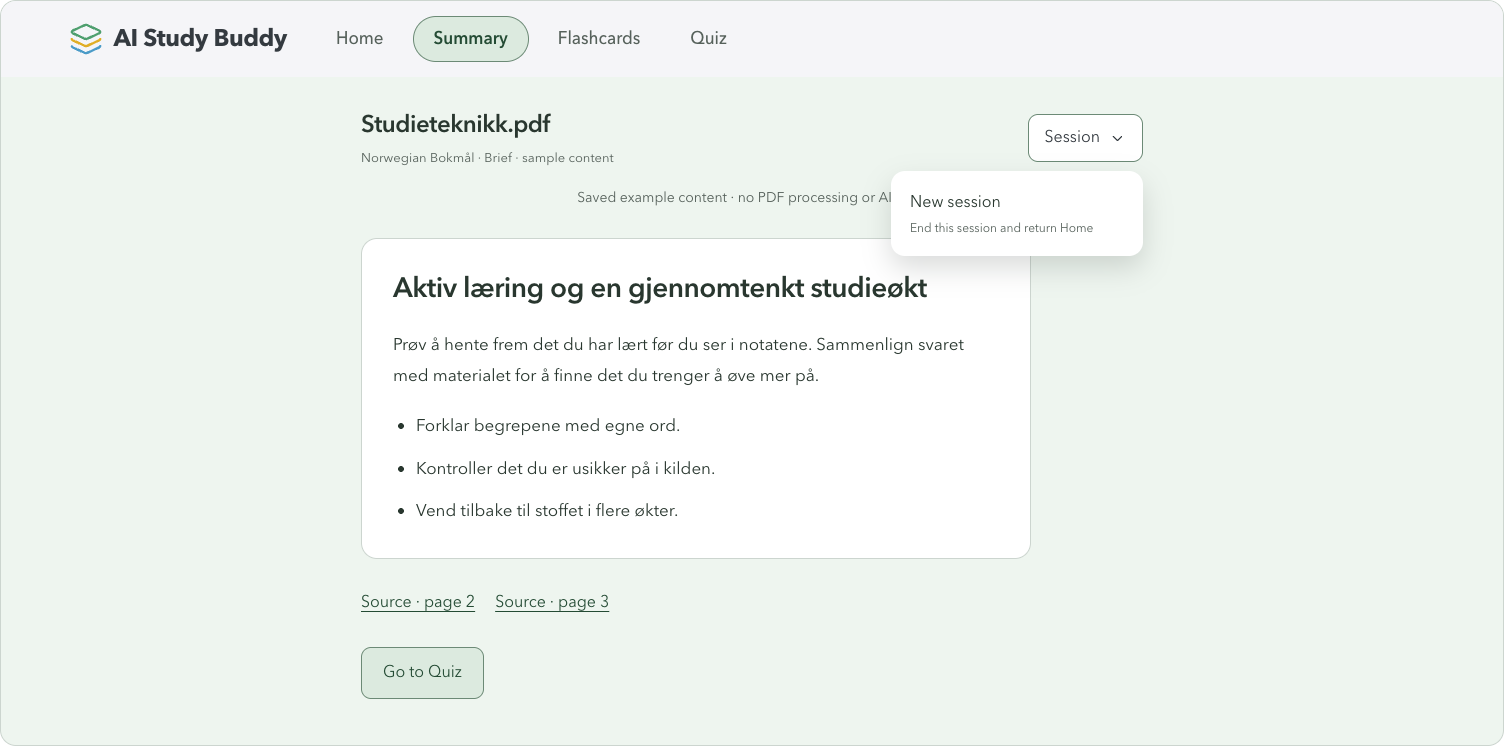 AI Study Buddy
Home
Summary
Flashcards
Quiz
Studieteknikk.pdf
Session
Norwegian Bokmål · Brief · sample content
Saved example content · no PDF processing or AI
New session
End this session and return Home
Aktiv læring og en gjennomtenkt studieøkt
Prøv å hente frem det du har lært før du ser i notatene. Sammenlign svaret
med materialet for å finne det du trenger å øve mer på.
• Forklar begrepene med egne ord.
• Kontroller det du er usikker på i kilden.
• Vend tilbake til stoffet i flere økter.
Source · page 2
Source · page 3
Go to Quiz